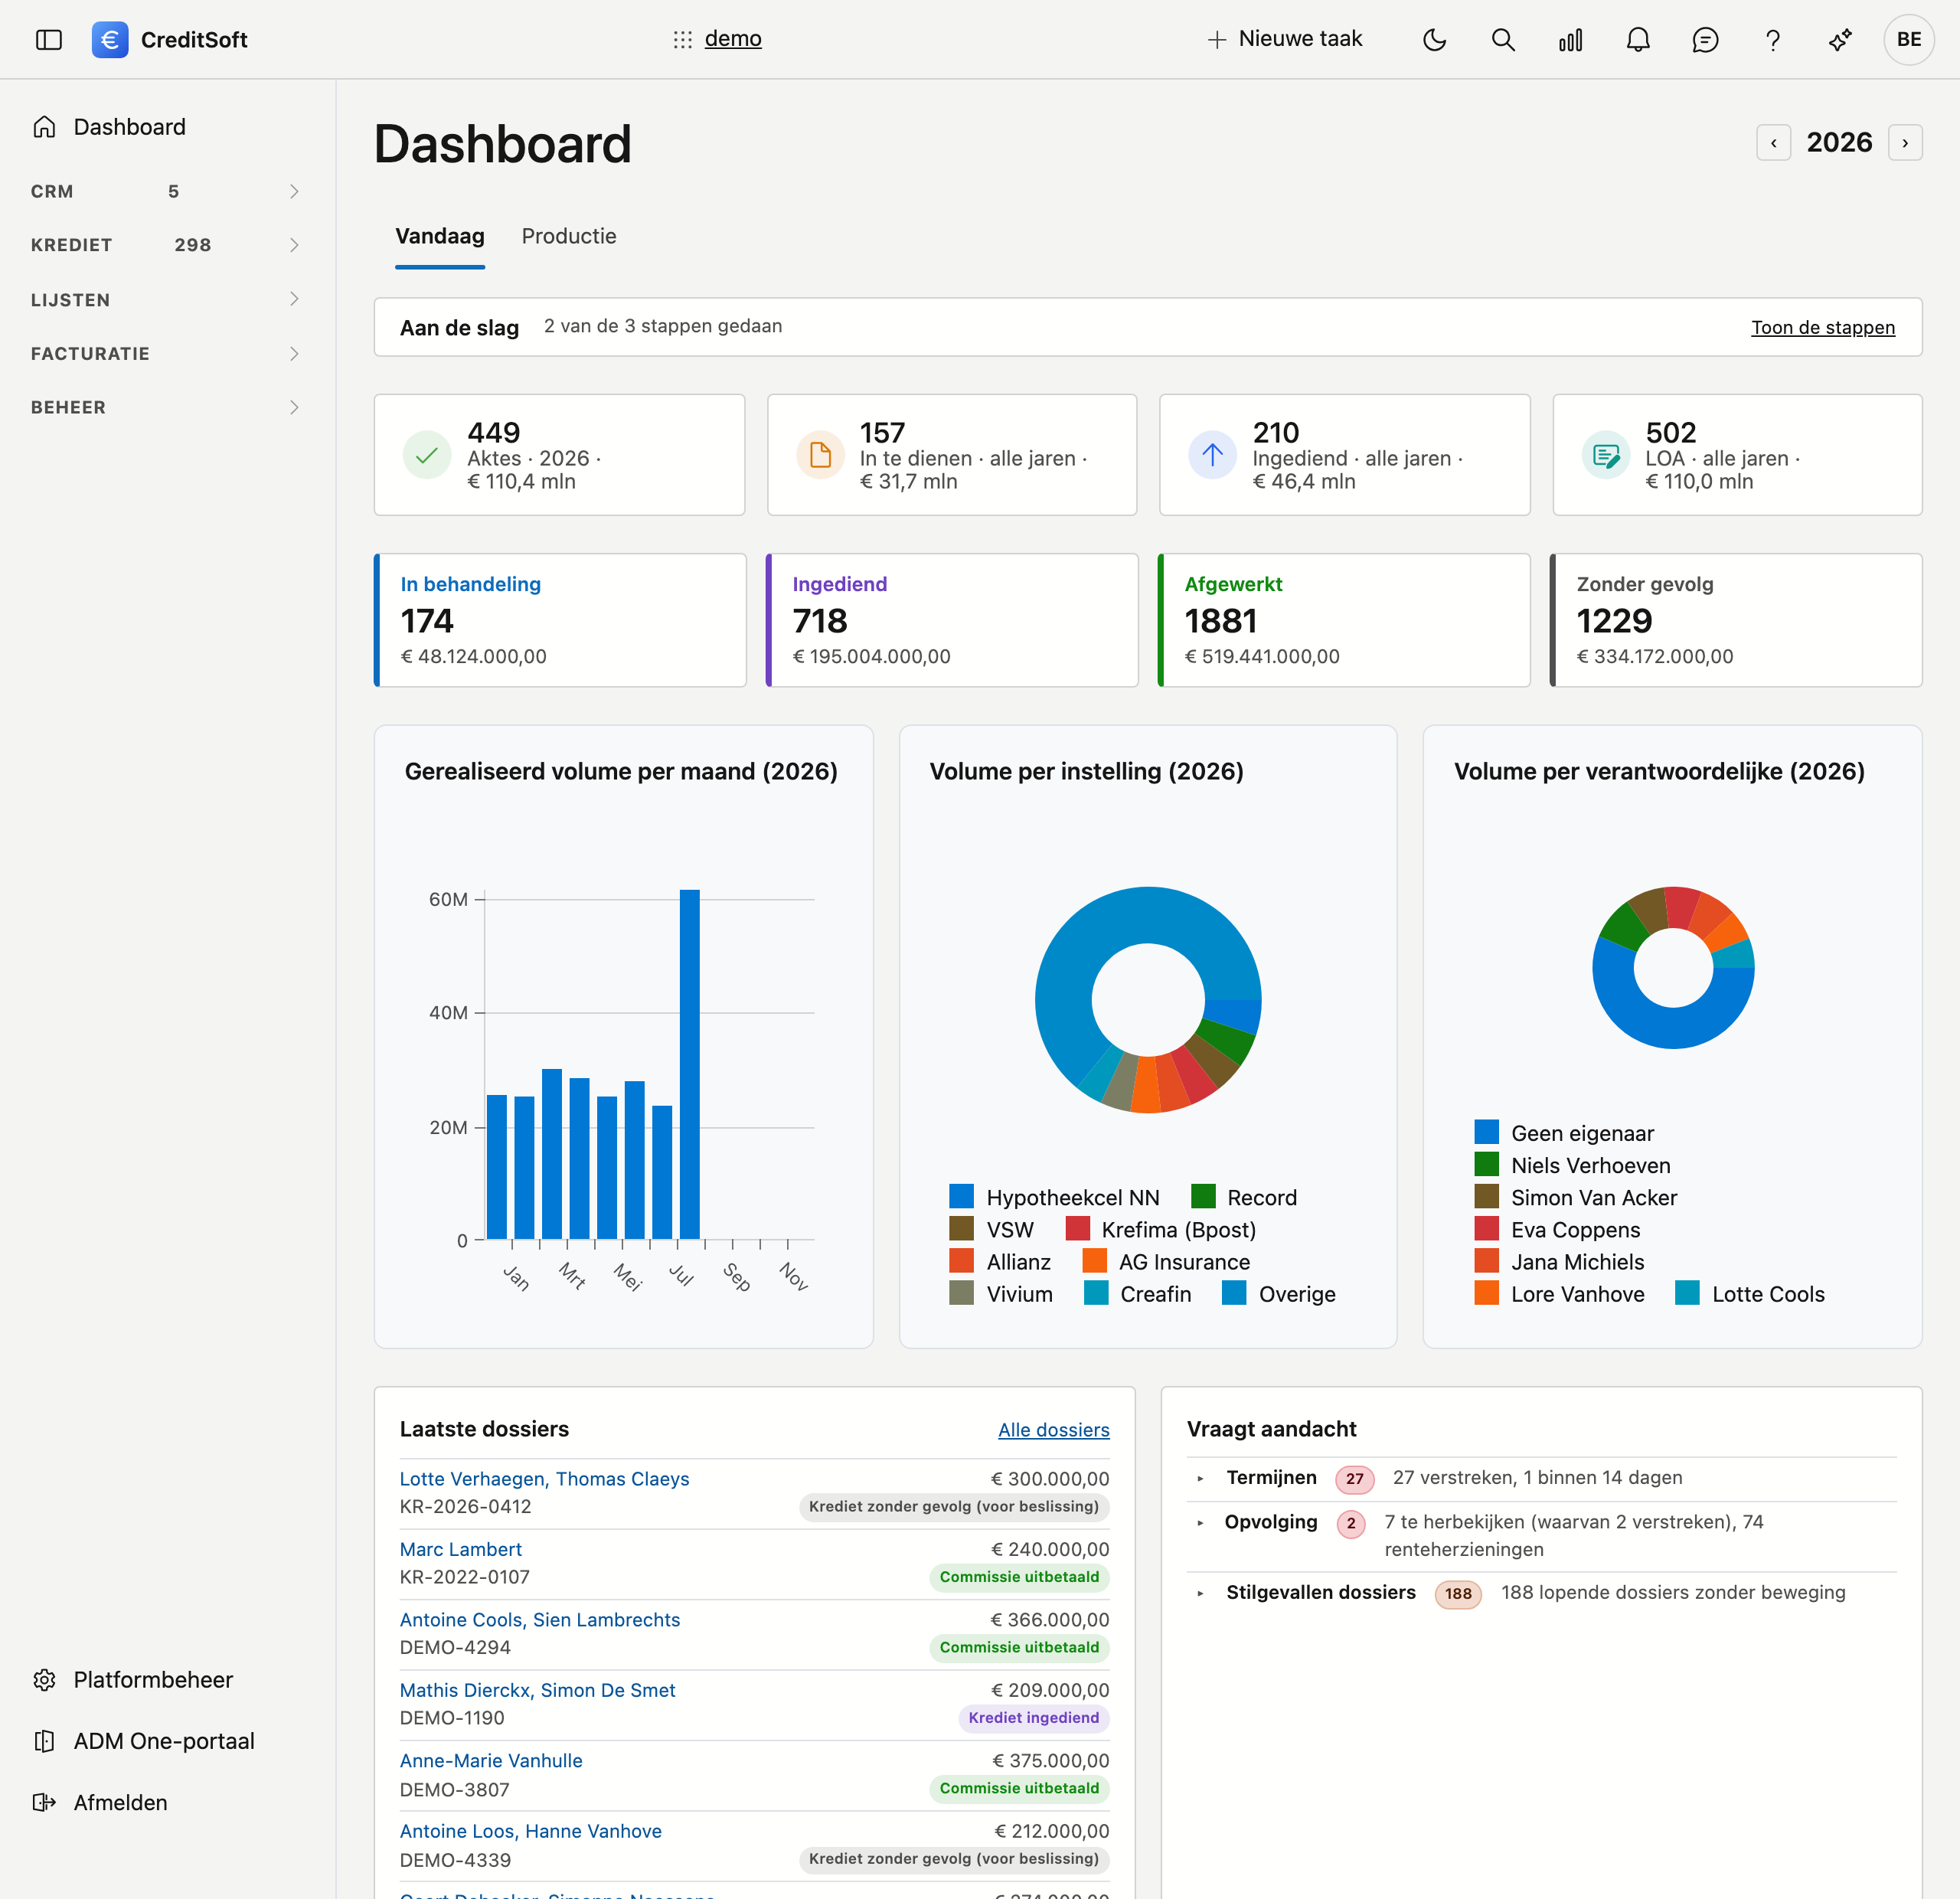 CreditSoft
demo
Nieuwe taak
BE
Dashboard
CRM 5
KREDIET 298
LIJSTEN
FACTURATIE
BEHEER
Platformbeheer
ADM One-portaal
Afmelden
Dashboard
2026
Vandaag Productie
Aan de slag 2 van de 3 stappen gedaan Toon de stappen
449
Aktes · 2026 ·
€ 110,4 mln
157
In te dienen · alle jaren ·
€ 31,7 mln
210
Ingediend · alle jaren ·
€ 46,4 mln
502
LOA · alle jaren ·
€ 110,0 mln
In behandeling
174
€ 48.124.000,00
Ingediend
718
€ 195.004.000,00
Afgewerkt
1881
€ 519.441.000,00
Zonder gevolg
1229
€ 334.172.000,00
Gerealiseerd volume per maand (2026)
60M
40M
20M
0
Jan Mrt Mei Jul Sep Nov
Volume per instelling (2026)
Hypotheekcel NN Record
VSW Krefima (Bpost)
Allianz AG Insurance
Vivium Creafin Overige
Volume per verantwoordelijke (2026)
Geen eigenaar
Niels Verhoeven
Simon Van Acker
Eva Coppens
Jana Michiels
Lore Vanhove Lotte Cools
Laatste dossiers Alle dossiers
Lotte Verhaegen, Thomas Claeys € 300.000,00
KR-2026-0412 Krediet zonder gevolg (voor beslissing)
Marc Lambert € 240.000,00
KR-2022-0107 Commissie uitbetaald
Antoine Cools, Sien Lambrechts € 366.000,00
DEMO-4294 Commissie uitbetaald
Mathis Dierckx, Simon De Smet € 209.000,00
DEMO-1190 Krediet ingediend
Anne-Marie Vanhulle € 375.000,00
DEMO-3807 Commissie uitbetaald
Antoine Loos, Hanne Vanhove € 212.000,00
DEMO-4339 Krediet zonder gevolg (voor beslissing)
Vraagt aandacht
Termijnen 27 27 verstreken, 1 binnen 14 dagen
Opvolging 2 7 te herbekijken (waarvan 2 verstreken), 74
renteherzieningen
Stilgevallen dossiers 188 188 lopende dossiers zonder beweging